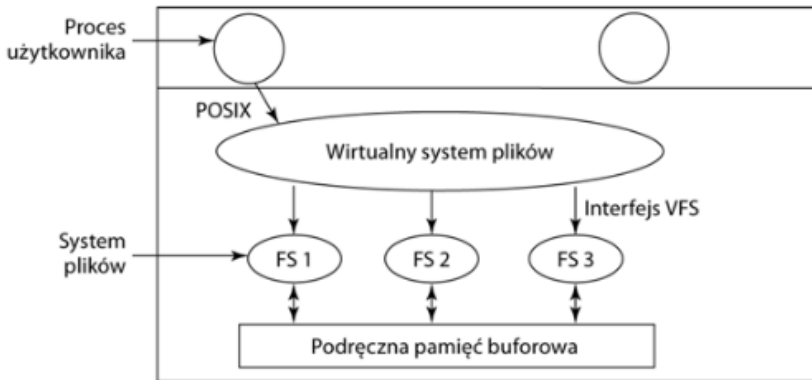 Proces
użytkownika
POSIX
Wirtualny system plików
Interfejs VFS
System
plików
FS 1
FS 2
FS 3
Podręczna pamięć buforowa